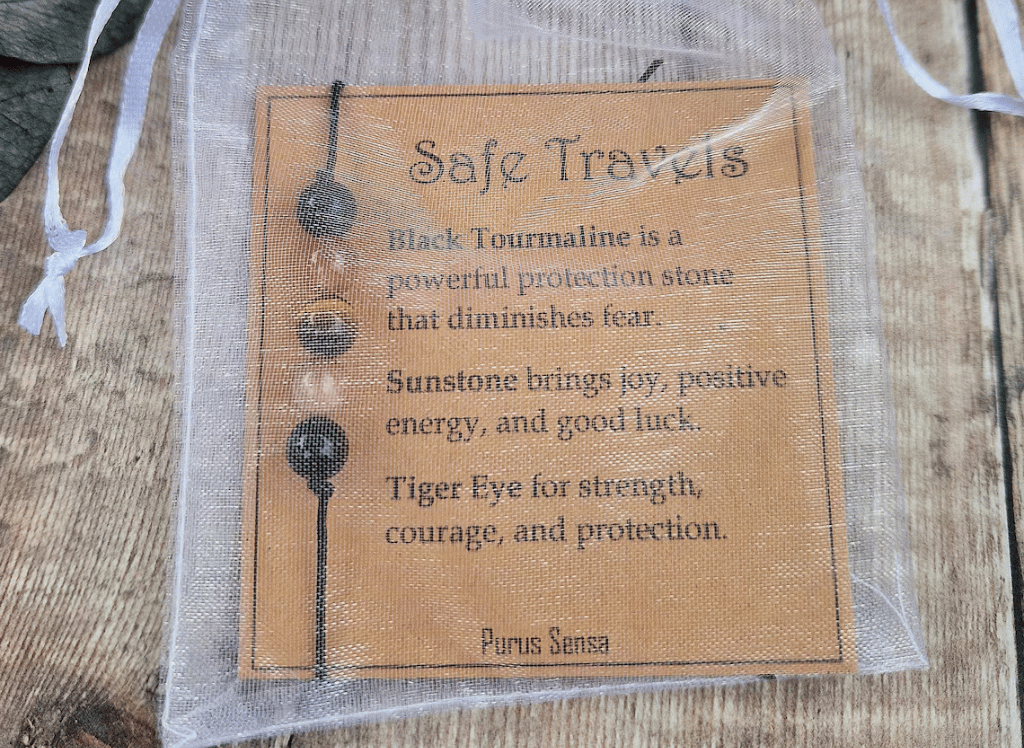 Safe Travels
Black Tourmaline is a
powerful protection stone
that diminishes fear.
Sunstone brings joy, positive
energy, and good luck.
Tiger Eye for strength,
courage, and protection.
Purus Sensa